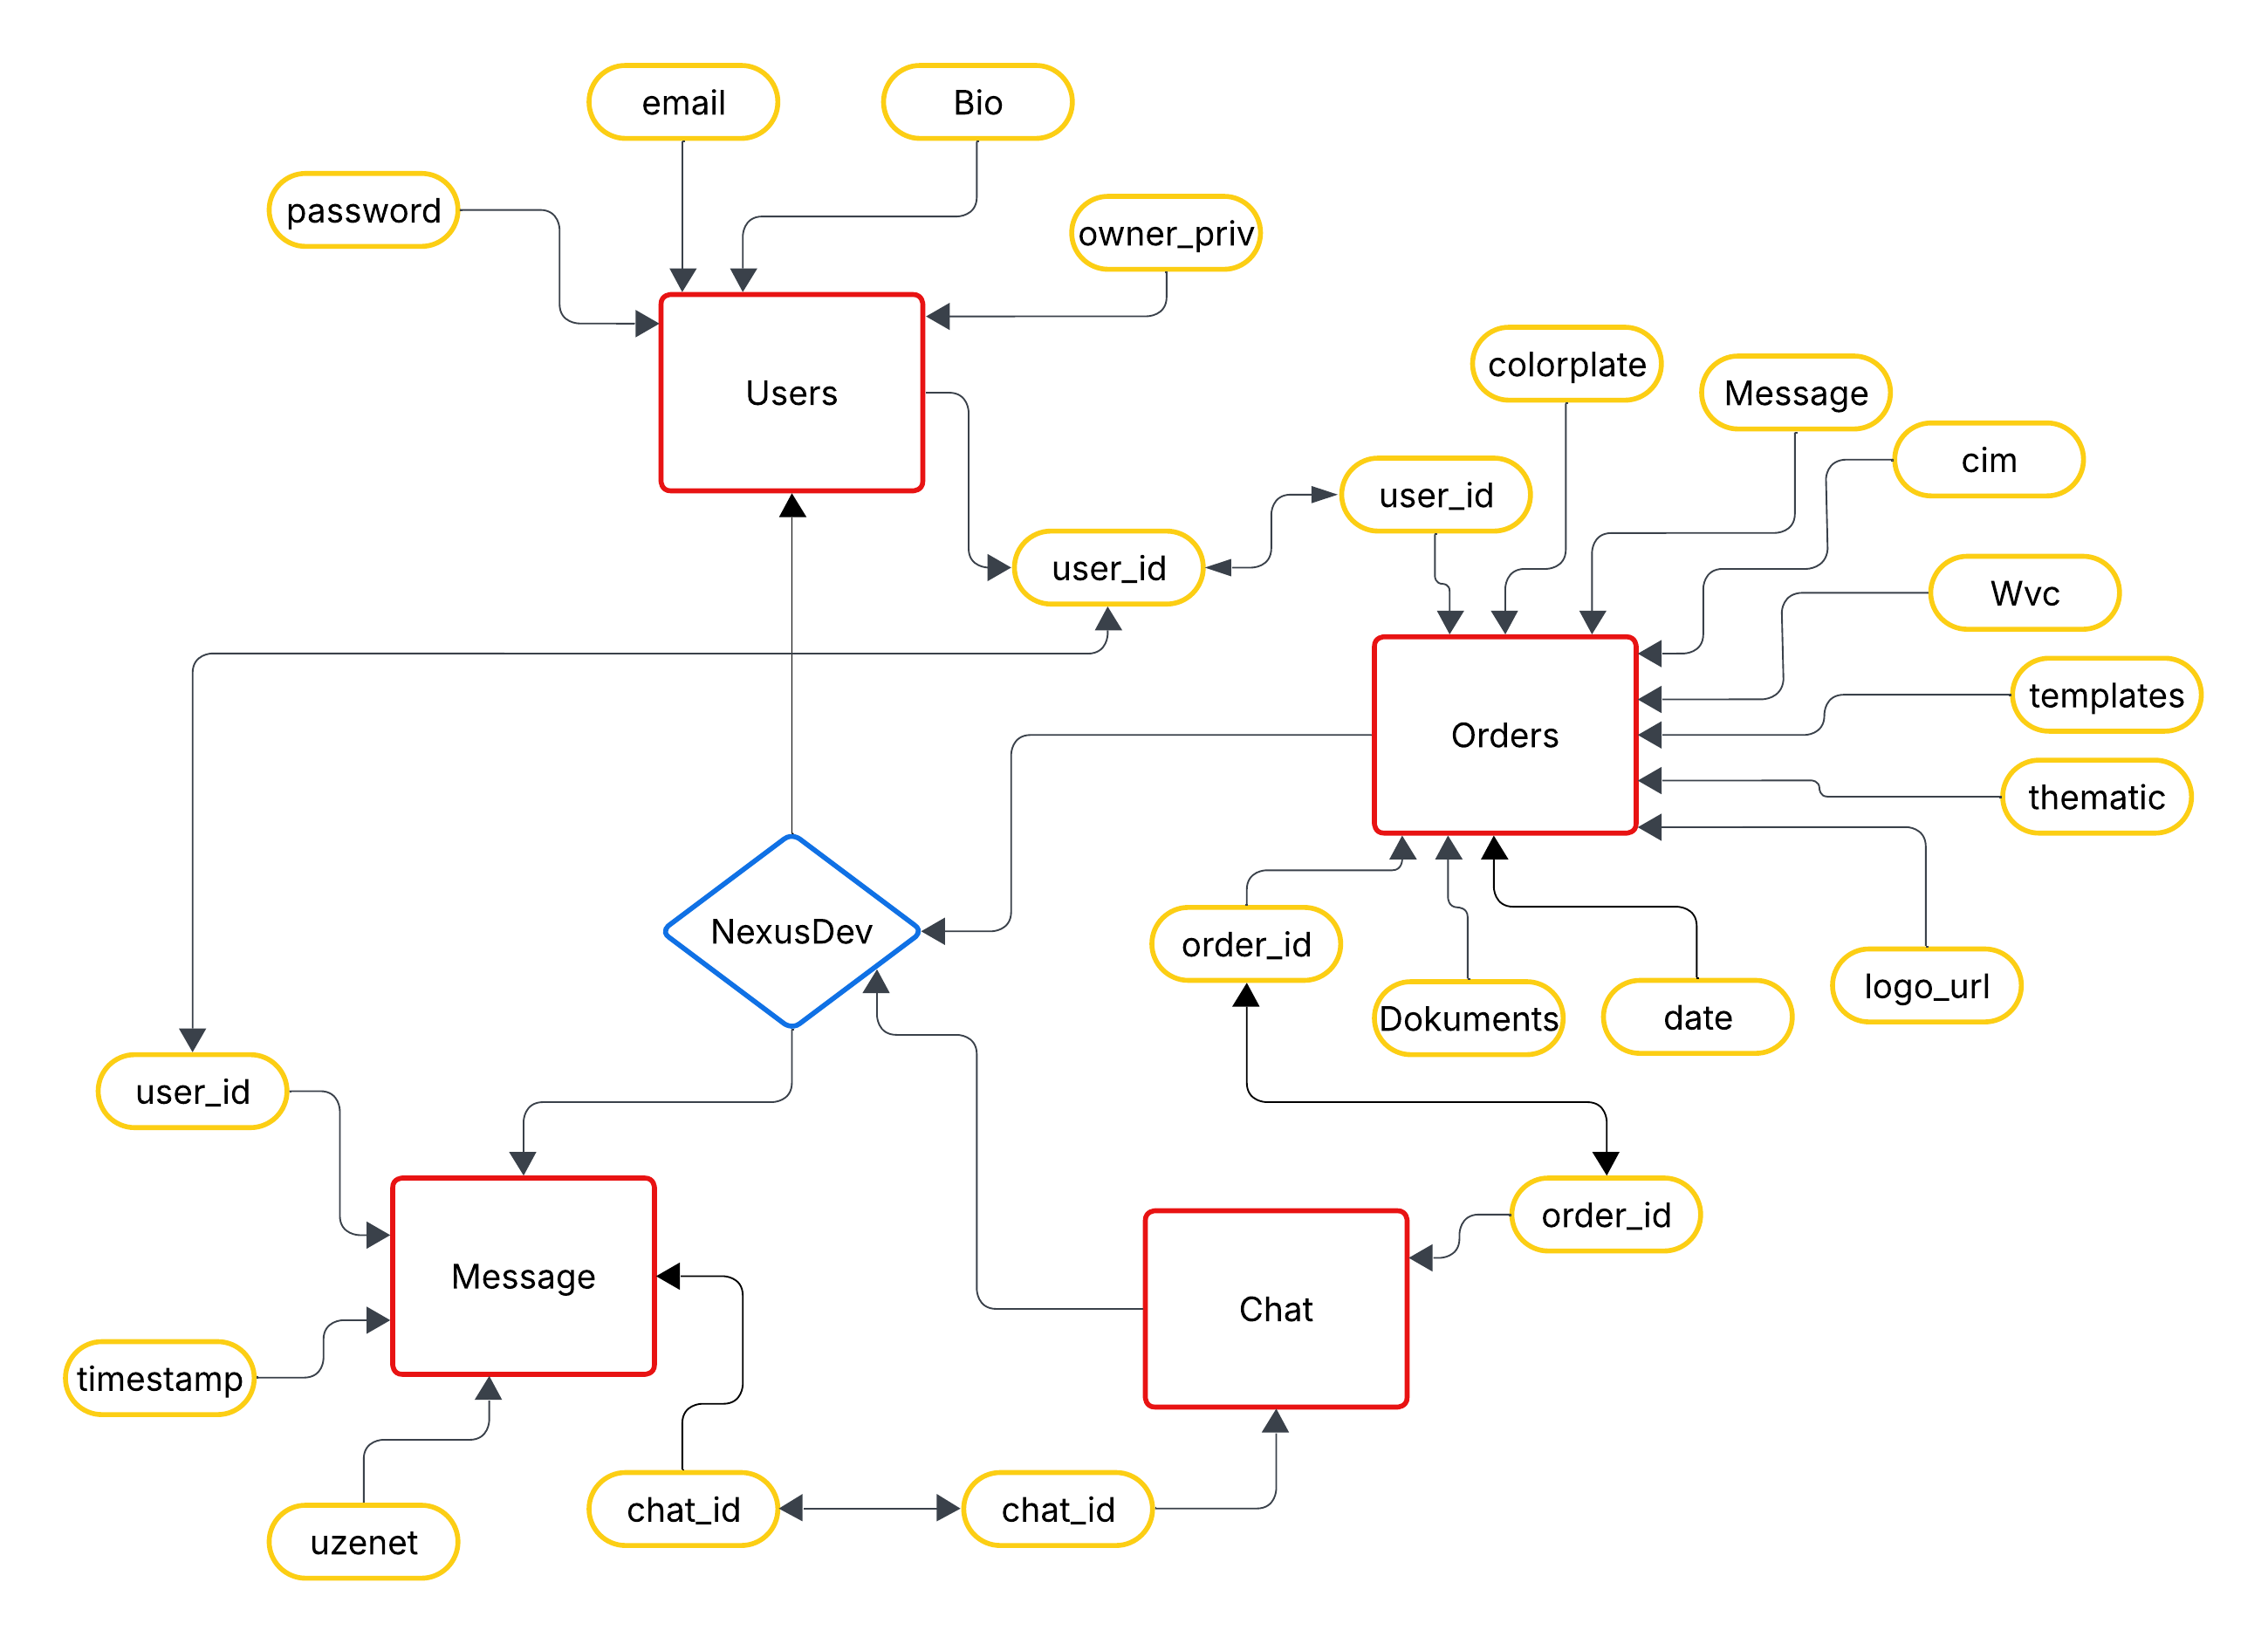 email
Bio
password
owner_priv
Users
colorplate
Message
cim
user_id
user_id
Wvc
templates
Orders
thematic
NexusDev
order_id
logo_url
Dokuments
date
user_id
order_id
Message
Chat
timestamp
chat_id
chat_id
uzenet